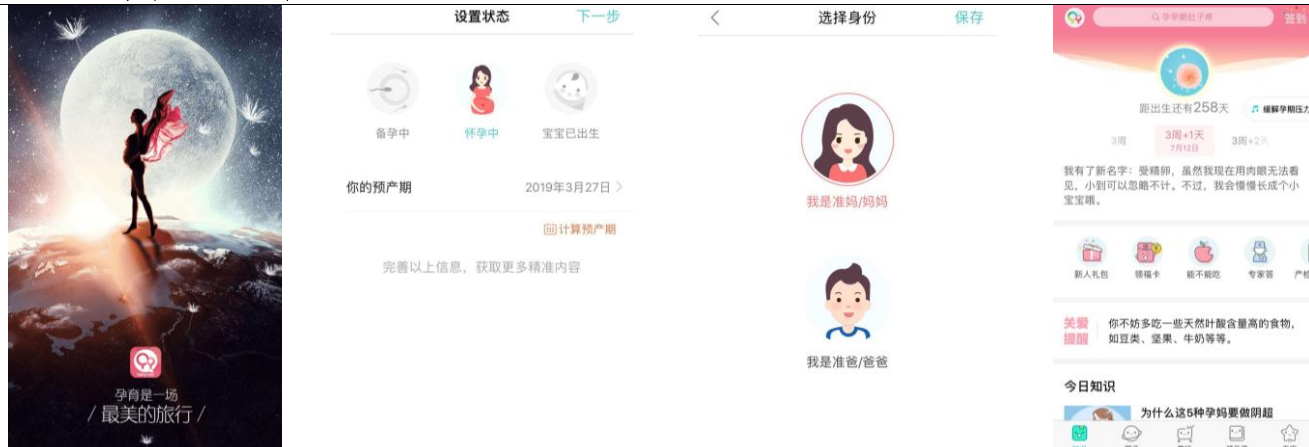 孕育是一场
/ 最美的旅行 /
设置状态
下一步
备孕中
怀孕中
宝宝已出生
你的预产期
2019年3月27日 >
计算预产期
完善以上信息，获取更多精准内容
<
选择身份
保存
我是准妈/妈妈
我是准爸/爸爸
孕早期肚子疼
签到
距出生还有258天
缓解孕期压力
3周
3周+1天
3周+2天
7月12日
我有了新名字：受精卵，虽然我现在用肉眼无法看
见，小到可以忽略不计。不过，我会慢慢长成个小
宝宝哦。
新人礼包
领福卡
能不能吃
专家答
产检
关爱
提醒
你不妨多吃一些天然叶酸含量高的食物，
如豆类、坚果、牛奶等等。
今日知识
为什么这5种孕妈要做阴超